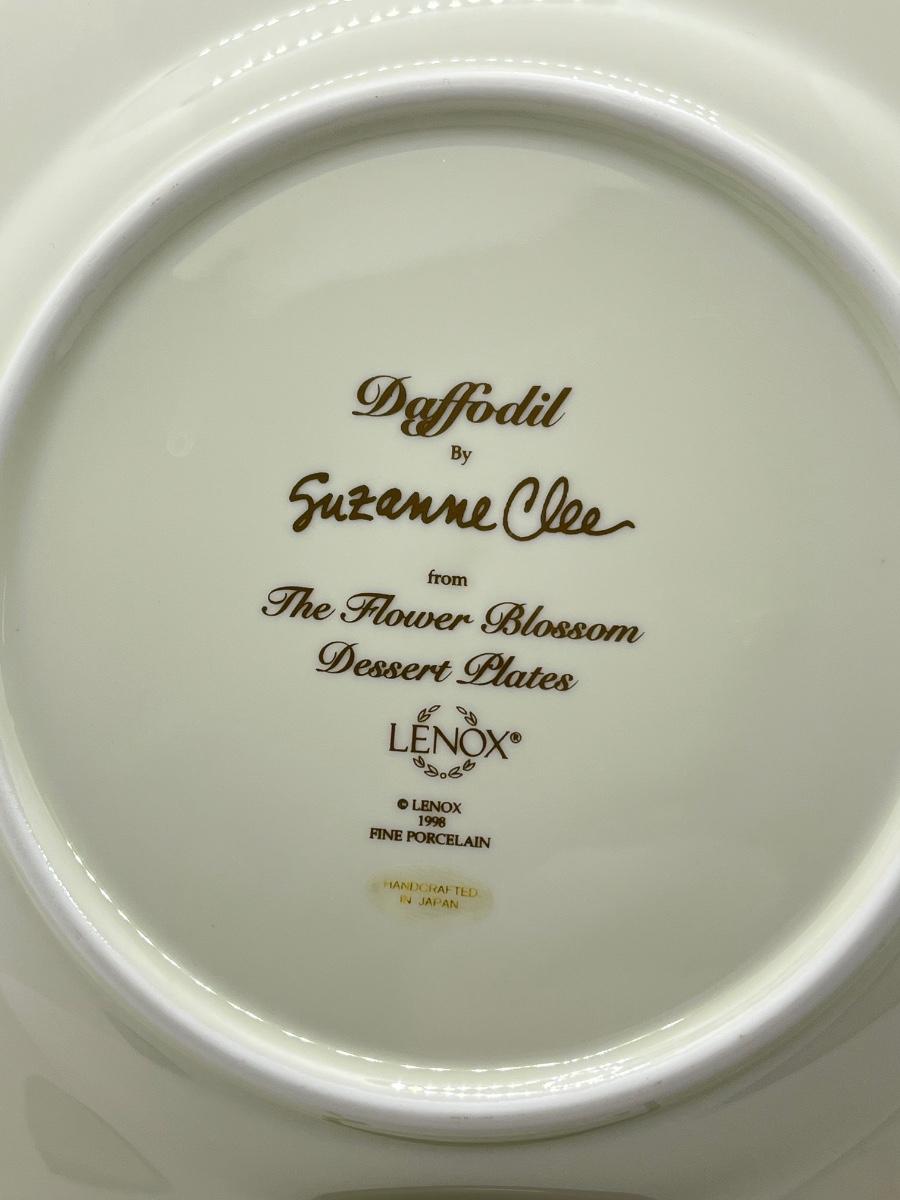 Daffodil
By
Suzanne Clee
from
The Flower Blossom
Dessert Plates
LENOX®
© LENOX
1998
FINE PORCELAIN
HANDCRAFTED
IN JAPAN